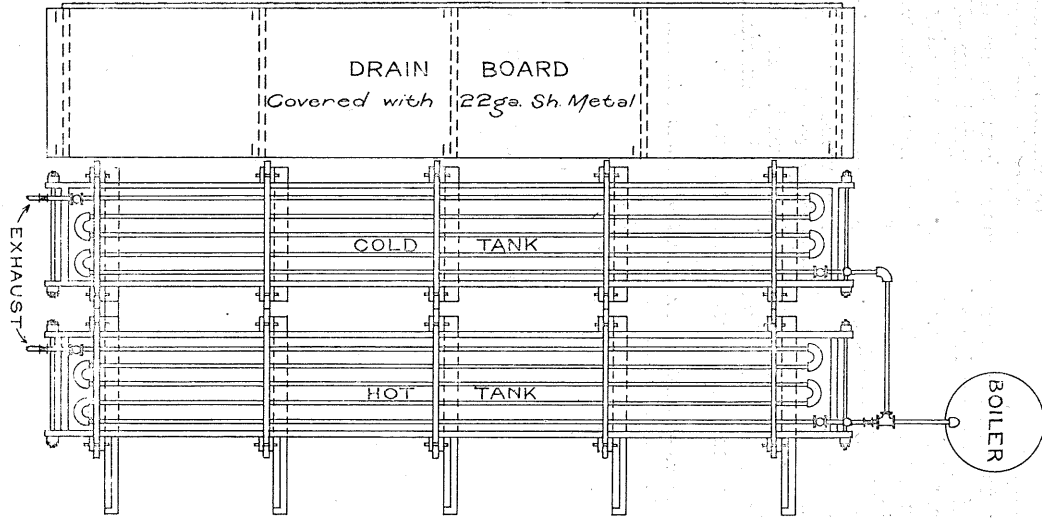 DRAIN BOARD
Covered with 22ga. Sh. Metal
COLD TANK
EXHAUST
HOT TANK
BOILER